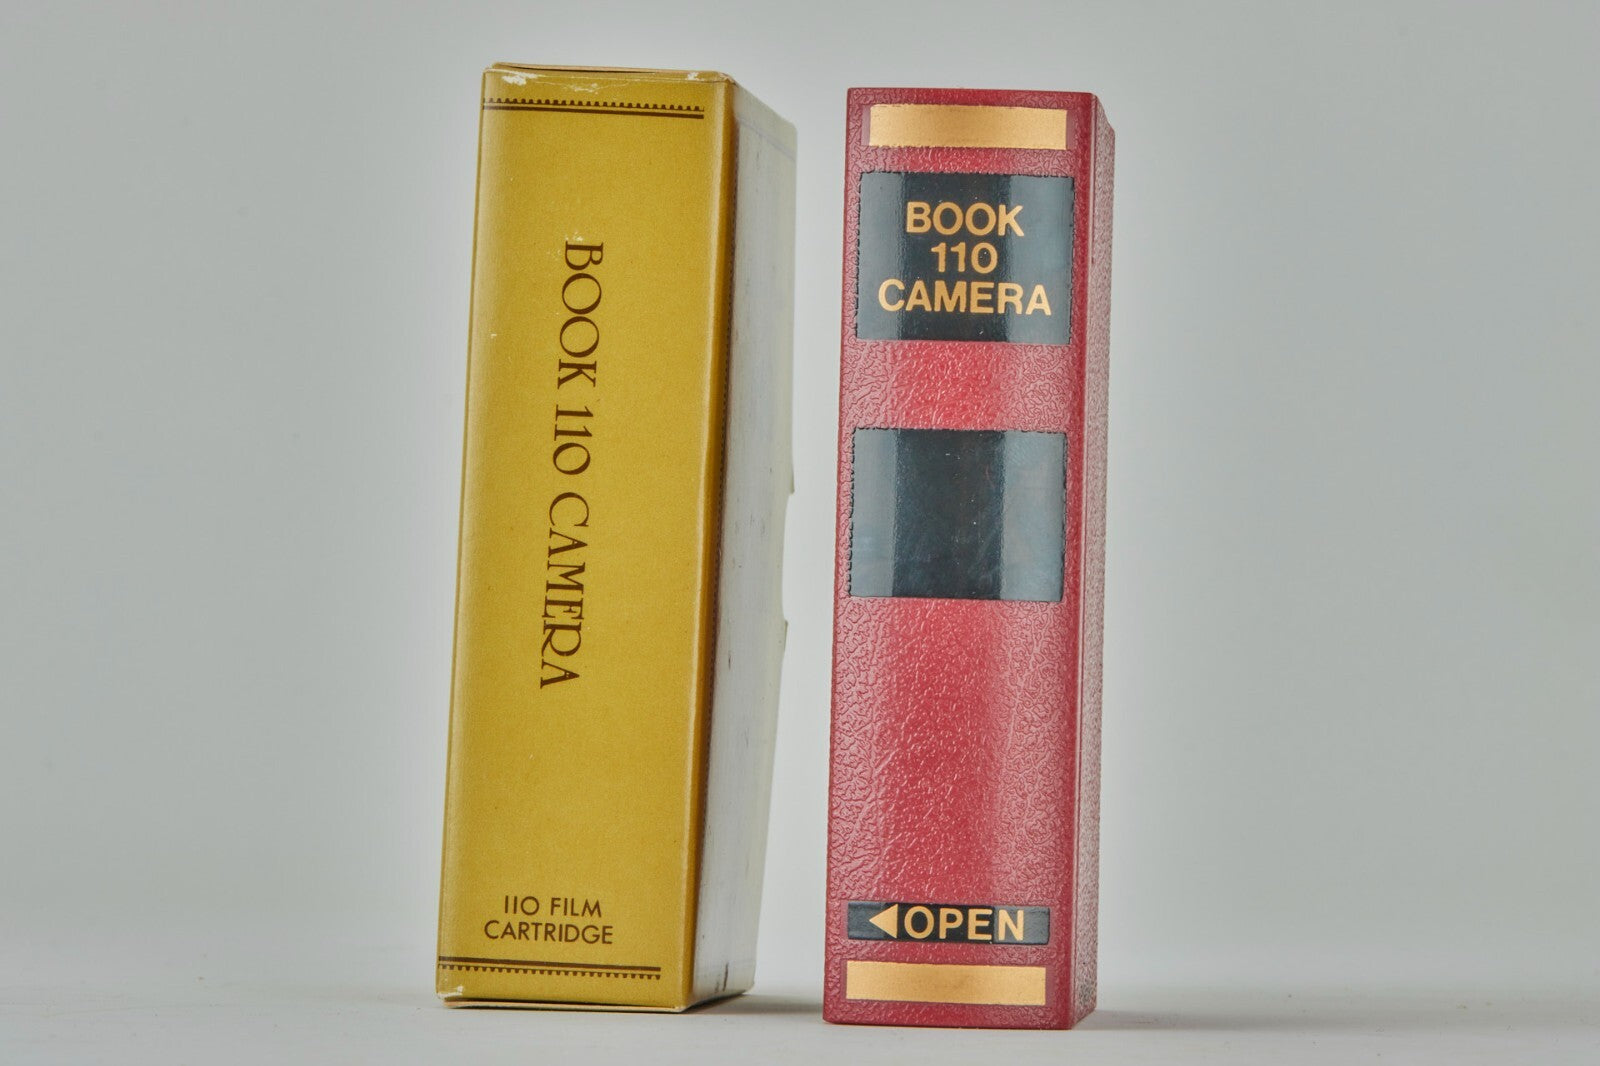 BOOK 110 CAMERA
110 FILM
CARTRIDGE
BOOK
110
CAMERA
OPEN